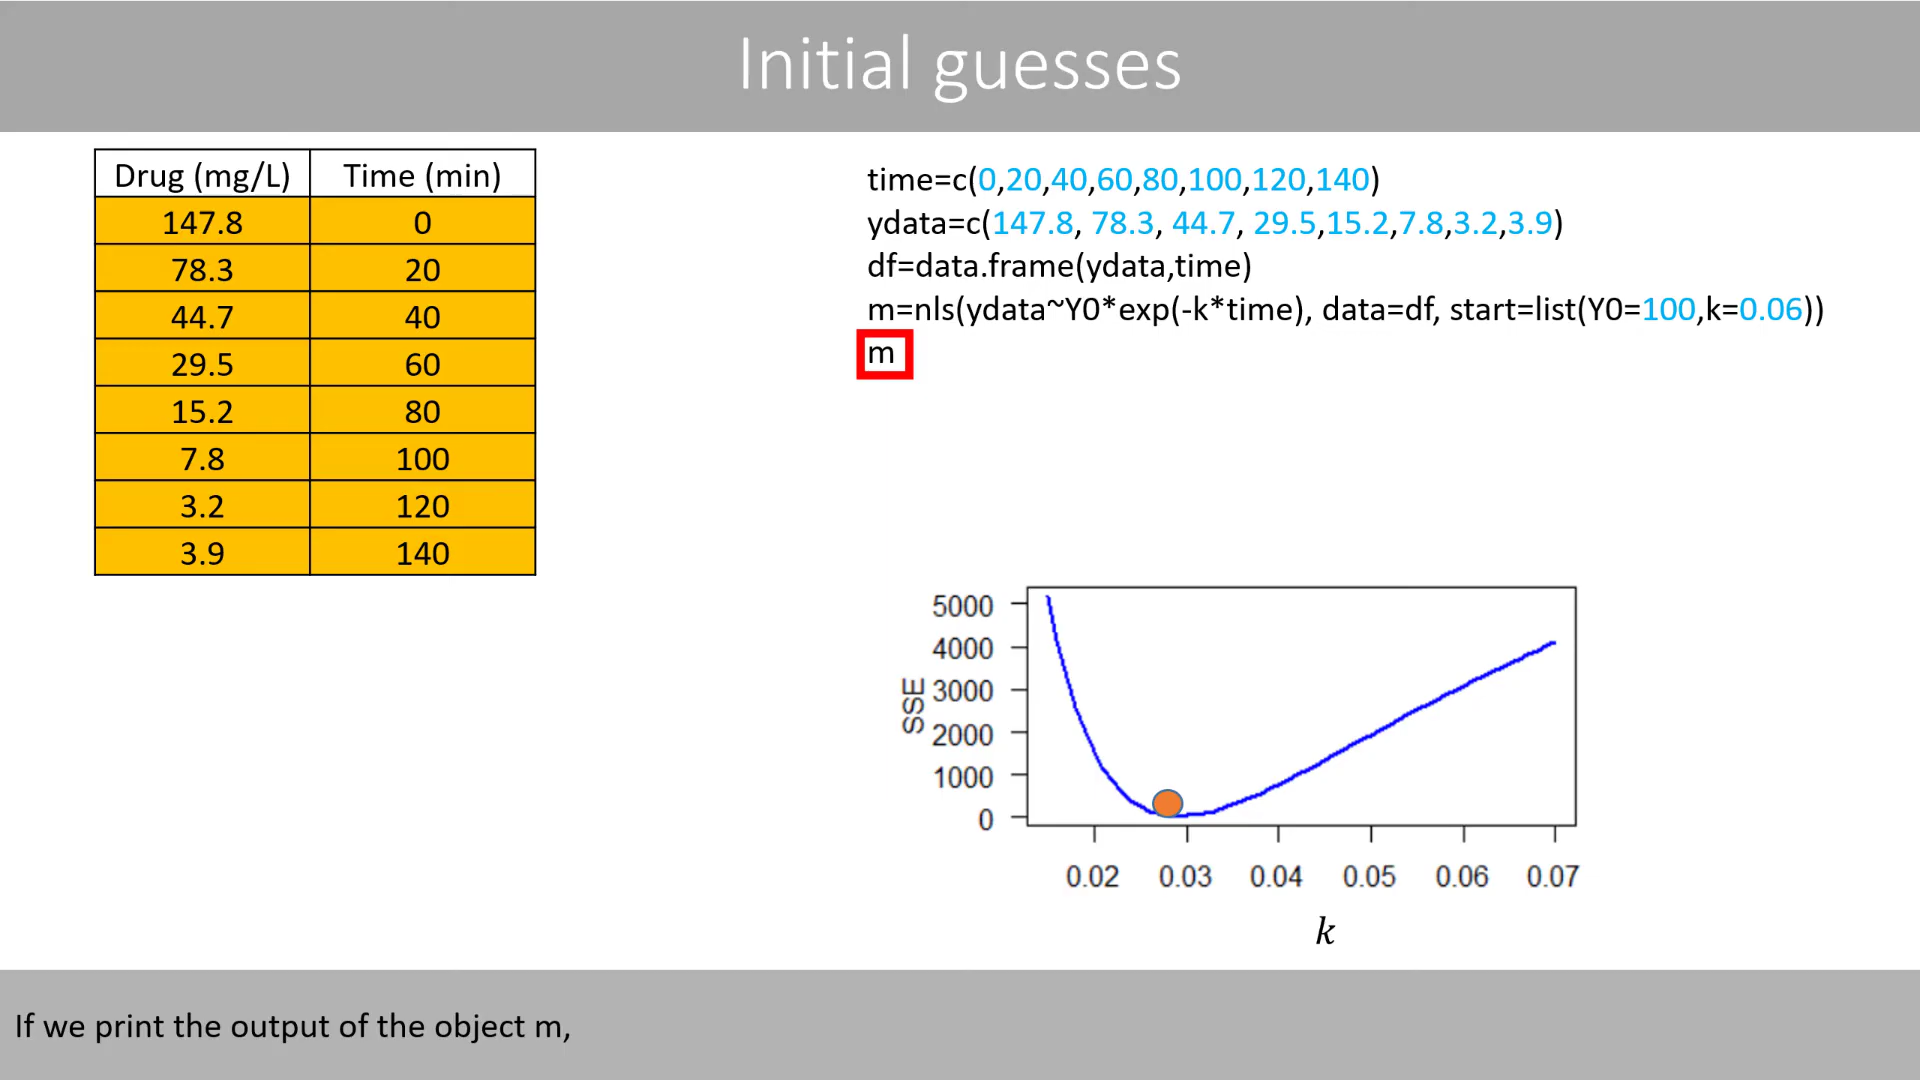 Initial guesses
Drug (mg/L) Time (min)
147.8 0
78.3 20
44.7 40
29.5 60
15.2 80
7.8 100
3.2 120
3.9 140
time=c(0,20,40,60,80,100,120,140)
ydata=c(147.8, 78.3, 44.7, 29.5,15.2,7.8,3.2,3.9)
df=data.frame(ydata,time)
m=nls(ydata~Y0*exp(-k*time), data=df, start=list(Y0=100,k=0.06))
m
5000
4000
3000
2000
1000
0
SSE
0.02 0.03 0.04 0.05 0.06 0.07
k
If we print the output of the object m,